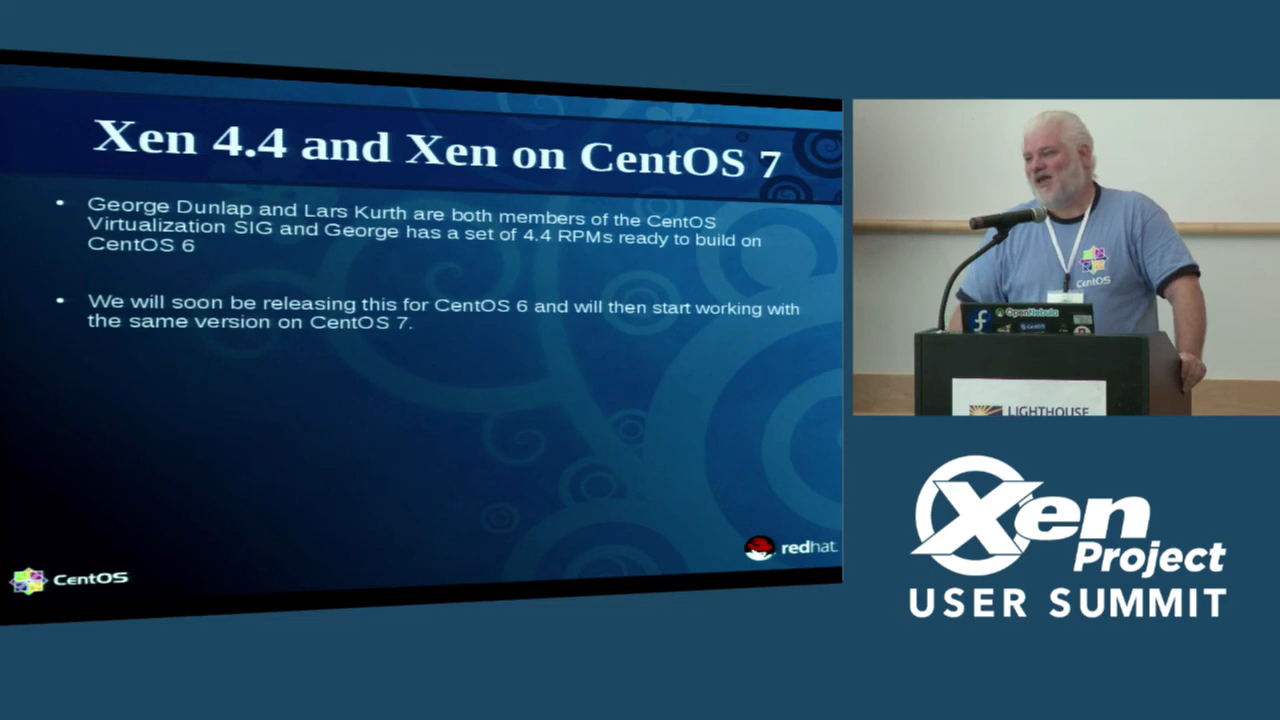 Xen 4.4 and Xen on CentOS 7
• George Dunlap and Lars Kurth are both members of the CentOS
Virtualization SIG and George has a set of 4.4 RPMs ready to build on
CentOS 6
• We will soon be releasing this for CentOS 6 and will then start working with
the same version on CentOS 7.
CentOS
redhat.
CentOS
OpenNebula
CentOS
LIGHTHOUSE
Xen
Project
USER SUMMIT